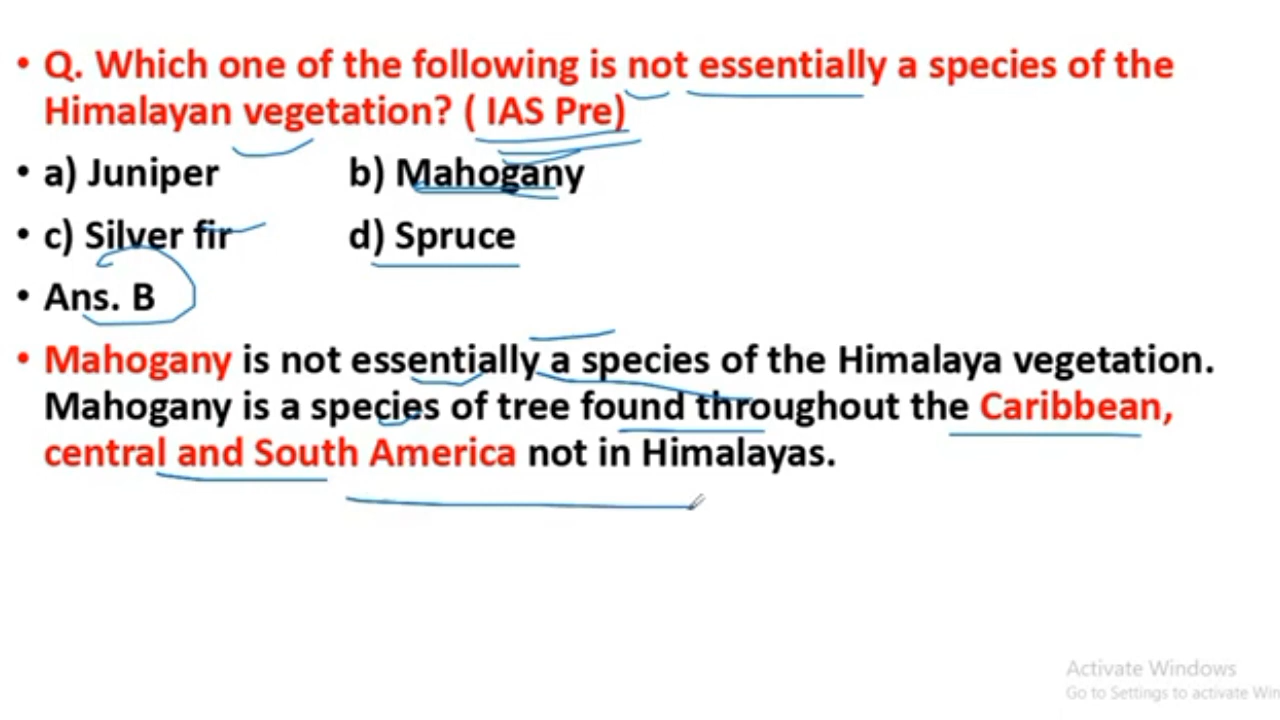 • Q. Which one of the following is not essentially a species of the
Himalayan vegetation? ( IAS Pre)
• a) Juniper b) Mahogany
• c) Silver fir d) Spruce
• Ans. B
• Mahogany is not essentially a species of the Himalaya vegetation.
Mahogany is a species of tree found throughout the Caribbean,
central and South America not in Himalayas.
Activate Windows
Go to Settings to activate Win